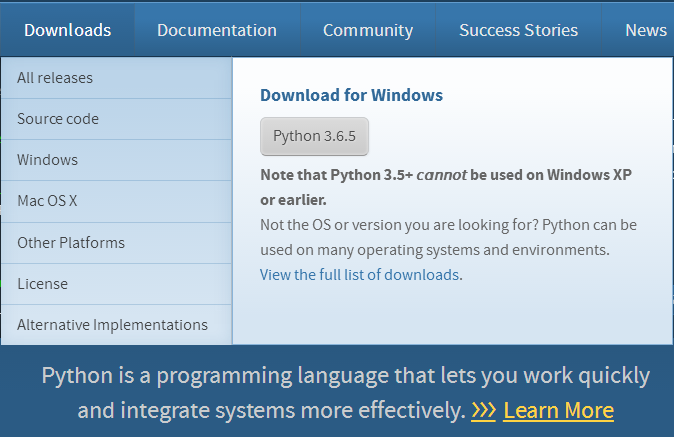 Downloads Documentation Community Success Stories News
All releases
Source code
Windows
Mac OS X
Other Platforms
License
Alternative Implementations
Download for Windows
Python 3.6.5
Note that Python 3.5+ cannot be used on Windows XP
or earlier.
Not the OS or version you are looking for? Python can be
used on many operating systems and environments.
View the full list of downloads.
Python is a programming language that lets you work quickly
and integrate systems more effectively. >>> Learn More